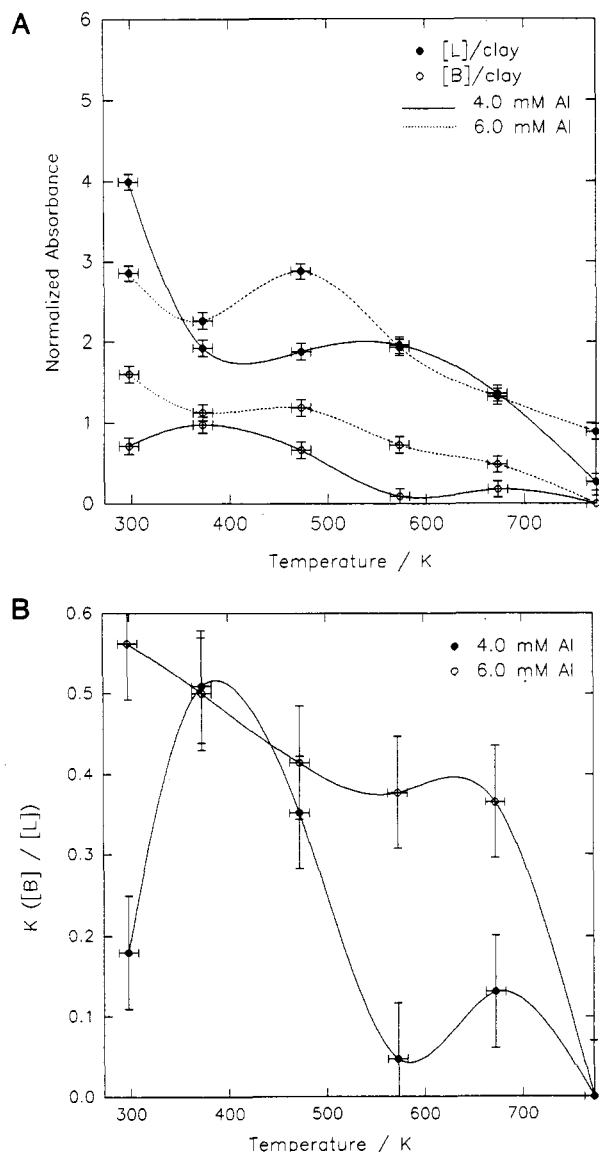 A
6
5
4
3
2
1
0
Normalized Absorbance
[L]/clay
[B]/clay
4.0 mM Al
6.0 mM Al
300 400 500 600 700
Temperature / K
B
0.6
0.5
0.4
0.3
0.2
0.1
0.0
K ([B] / [L])
4.0 mM Al
6.0 mM Al
300 400 500 600 700
Temperature / K